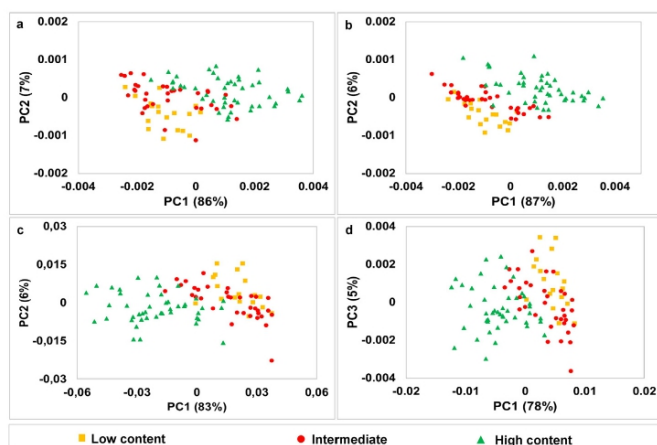 a
0.002
0.001
0
-0.001
-0.002
PC2 (7%)
-0.004 -0.002 0 0.002 0.004
PC1 (86%)
b
0.002
0.001
0
-0.001
-0.002
PC2 (6%)
-0.004 -0.002 0 0.002 0.004
PC1 (87%)
c
0,03
0,015
0
-0,015
-0,03
PC2 (6%)
-0.06 -0,03 0,00 0,03 0,06
PC1 (83%)
d
0.004
0.002
0
-0.002
-0.004
PC3 (5%)
-0.01 0 0.01 0.02
PC1 (78%)
Low content Intermediate High content